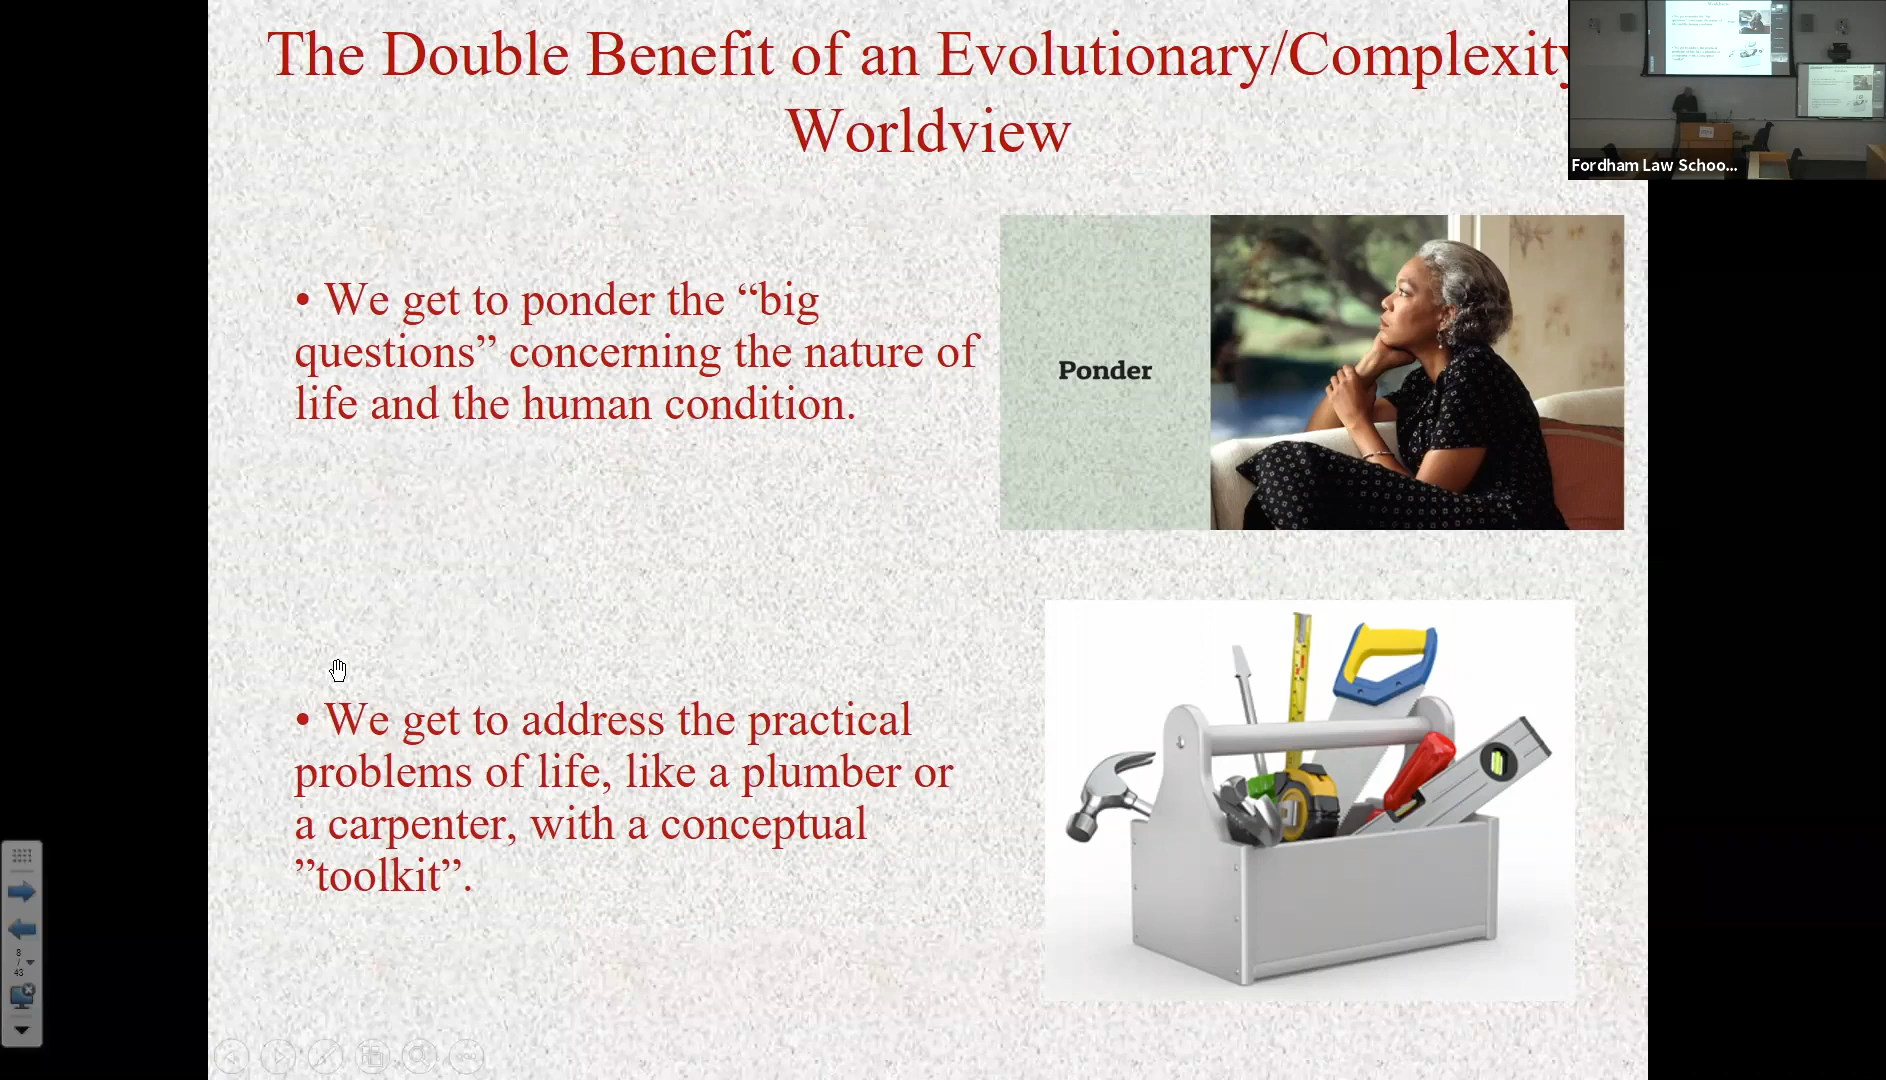 The Double Benefit of an Evolutionary/Complexity
Worldview
Fordham Law Schoo...
• We get to ponder the “big
questions” concerning the nature of
life and the human condition.
Ponder
• We get to address the practical
problems of life, like a plumber or
a carpenter, with a conceptual
”toolkit”.
8
/
43